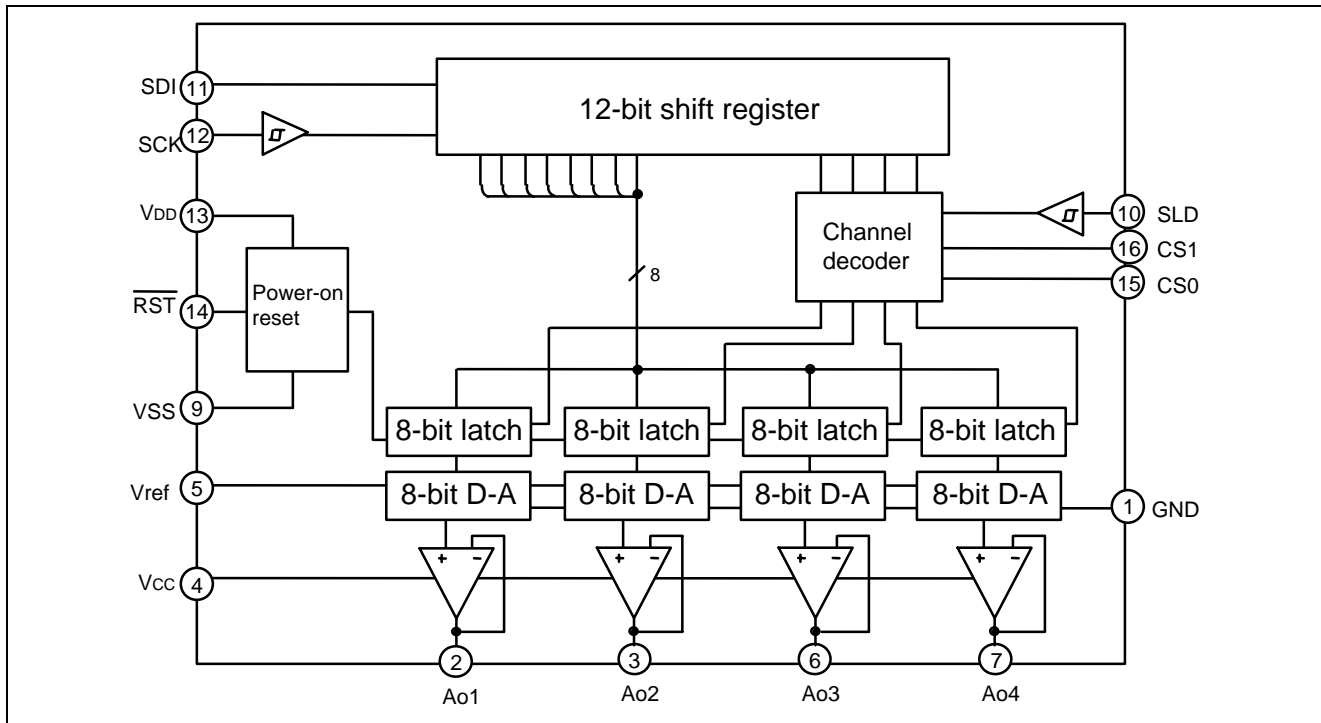 12-bit shift register
SDI 11
SCK 12
VDD 13
10 SLD
16 CS1
15 CS0
Channel
decoder
8
Power-on
reset
RST 14
VSS 9
8-bit latch 8-bit latch 8-bit latch 8-bit latch
Vref 5
8-bit D-A 8-bit D-A 8-bit D-A 8-bit D-A
1 GND
+ − + − + − + −
VCC 4
2 3 6 7
Ao1 Ao2 Ao3 Ao4